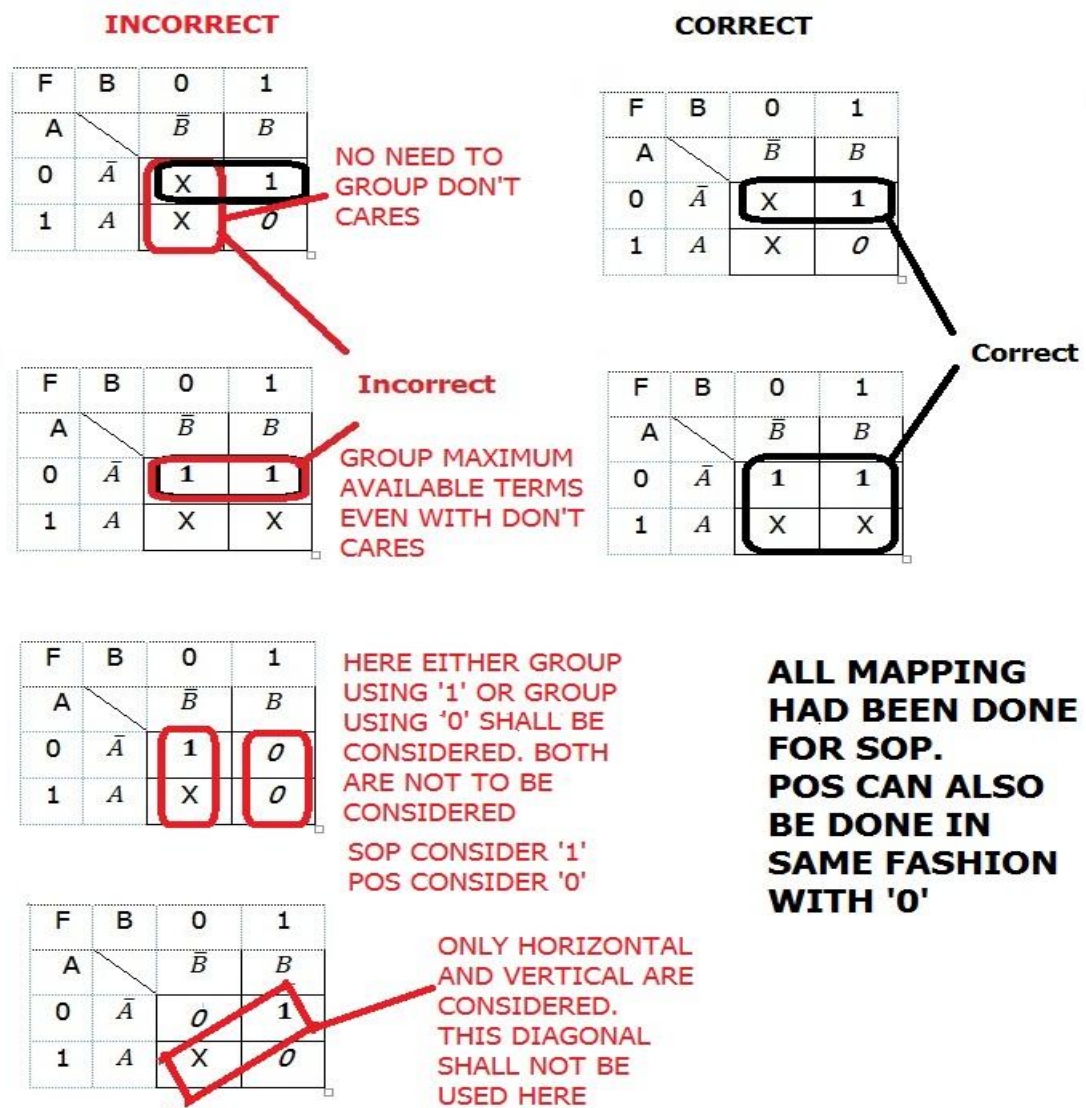 INCORRECT
CORRECT
F B 0 1
A B̅ B
0 A̅ X 1
1 A X 0
NO NEED TO
GROUP DON'T
CARES
F B 0 1
A B̅ B
0 A̅ X 1
1 A X 0
Correct
F B 0 1
A B̅ B
0 A̅ 1 1
1 A X X
Incorrect
GROUP MAXIMUM
AVAILABLE TERMS
EVEN WITH DON'T
CARES
F B 0 1
A B̅ B
0 A̅ 1 1
1 A X X
F B 0 1
A B̅ B
0 A̅ 1 0
1 A X 0
HERE EITHER GROUP
USING '1' OR GROUP
USING '0' SHALL BE
CONSIDERED. BOTH
ARE NOT TO BE
CONSIDERED
SOP CONSIDER '1'
POS CONSIDER '0'
ALL MAPPING
HAD BEEN DONE
FOR SOP.
POS CAN ALSO
BE DONE IN
SAME FASHION
WITH '0'
F B 0 1
A B̅ B
0 A̅ 0 1
1 A X 0
ONLY HORIZONTAL
AND VERTICAL ARE
CONSIDERED.
THIS DIAGONAL
SHALL NOT BE
USED HERE